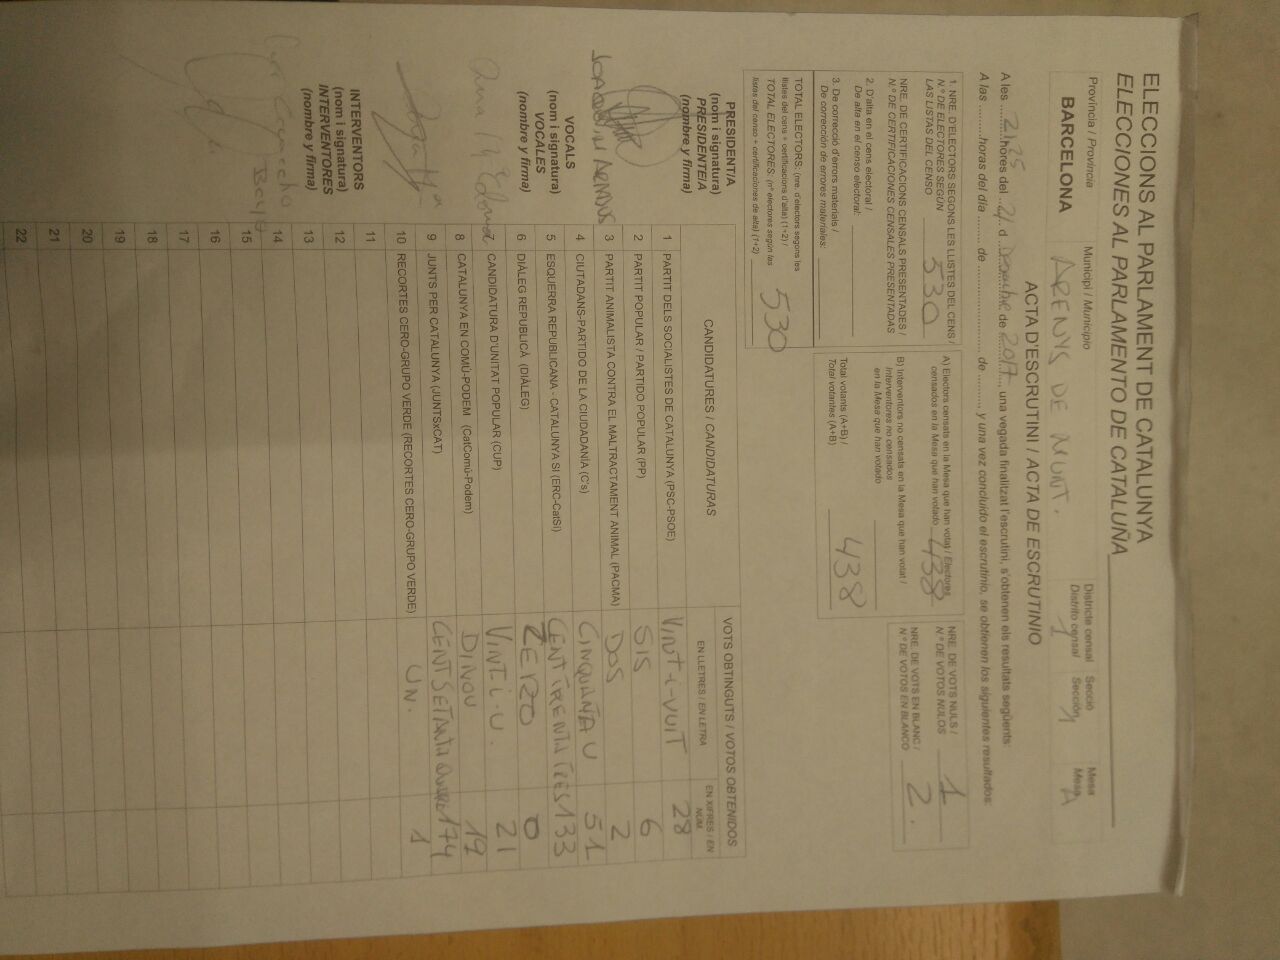 ELECCIONS AL PARLAMENT DE CATALUNYA
ELECCIONES AL PARLAMENTO DE CATALUÑA
Província / Provincia Municipi / Municipio Districte censal Secció Mesa
BARCELONA ARENYS DE MUNT. Distrito censal 1 Sección 1 Mesa A
ACTA D'ESCRUTINI / ACTA DE ESCRUTINIO
A les 21,25 hores del 21 d Desembre de 2017, una vegada finalitzat l'escrutini, s'obtenen els resultats següents:
A las horas del día de de y una vez concluido el escrutinio, se obtienen los siguientes resultados:
1. NRE. D'ELECTORS SEGONS LES LLISTES DEL CENS /
Nº DE ELECTORES SEGÚN
LAS LISTAS DEL CENSO 530
NRE. DE CERTIFICACIONS CENSALS PRESENTADES /
Nº DE CERTIFICACIONES CENSALES PRESENTADAS
2. D'alta en el cens electoral /
De alta en el censo electoral:
3. De correcció d'errors materials /
De corrección de errores materiales:
TOTAL ELECTORS: (nre. d'electors segons les
llistes del cens + certificacions d'alta) (1+2) /
TOTAL ELECTORES: (nº electores según las
listas del censo + certificaciones de alta) (1+2) 530
A) Electors censats en la Mesa que han votat / Electores
censados en la Mesa que han votado 438
B) Interventors no censats en la Mesa que han votat /
Interventores no censados
en la Mesa que han votado
Total votants (A+B) /
Total votantes (A+B) 438
NRE. DE VOTS NULS /
Nº DE VOTOS NULOS 1
NRE. DE VOTS EN BLANC /
Nº DE VOTOS EN BLANCO 2.
PRESIDENT/A
(nom i signatura)
PRESIDENTE/A
(nombre y firma)
JOAQUIN
VOCALS
(nom i signatura)
VOCALES
(nombre y firma)
INTERVENTORS
(nom i signatura)
INTERVENTORES
(nombre y firma)
CANDIDATURES / CANDIDATURAS VOTS OBTINGUTS / VOTOS OBTENIDOS
EN LLETRES / EN LETRA EN XIFRES / EN NÚM.
1 PARTIT DELS SOCIALISTES DE CATALUNYA (PSC-PSOE) VINT-I-VUIT 28
2 PARTIT POPULAR / PARTIDO POPULAR (PP) SIS 6
3 PARTIT ANIMALISTA CONTRA EL MALTRACTAMENT ANIMAL (PACMA) DOS 2
4 CIUTADANS-PARTIDO DE LA CIUDADANÍA (C's) CINQUANTA U 51
5 ESQUERRA REPUBLICANA - CATALUNYA SI (ERC-CatSí) CENT TRENTA TRES 133
6 DIÀLEG REPUBLICÀ (DIÀLEG) ZERO 0
7 CANDIDATURA D'UNITAT POPULAR (CUP) VINT-I-U. 21
8 CATALUNYA EN COMÚ-PODEM (CatComú-Podem) DINOU 19
9 JUNTS PER CATALUNYA (JUNTSxCAT) CENT SETANTA QUATRE 174
10 RECORTES CERO-GRUPO VERDE (RECORTES CERO-GRUPO VERDE) UN. 1
11
12
13
14
15
16
17
18
19
20
21
22